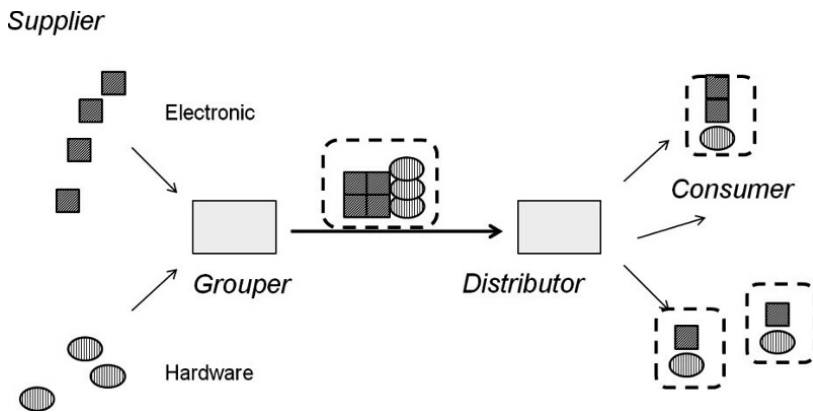 Supplier
Electronic
Consumer
Grouper
Distributor
Hardware